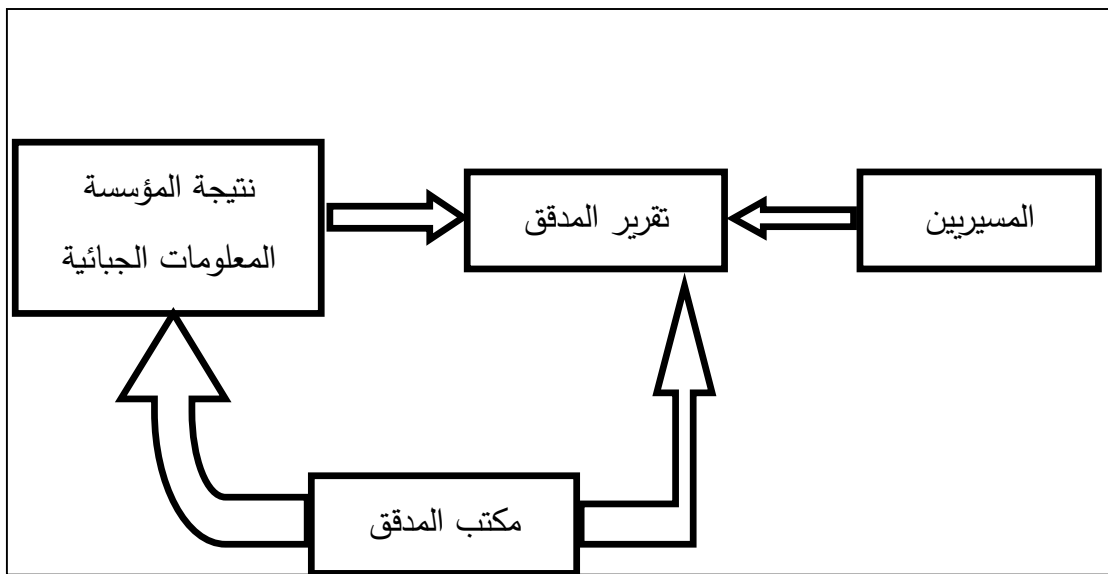 المسيريين
تقرير المدقق
نتيجة المؤسسة
المعلومات الجبائية
مكتب المدقق